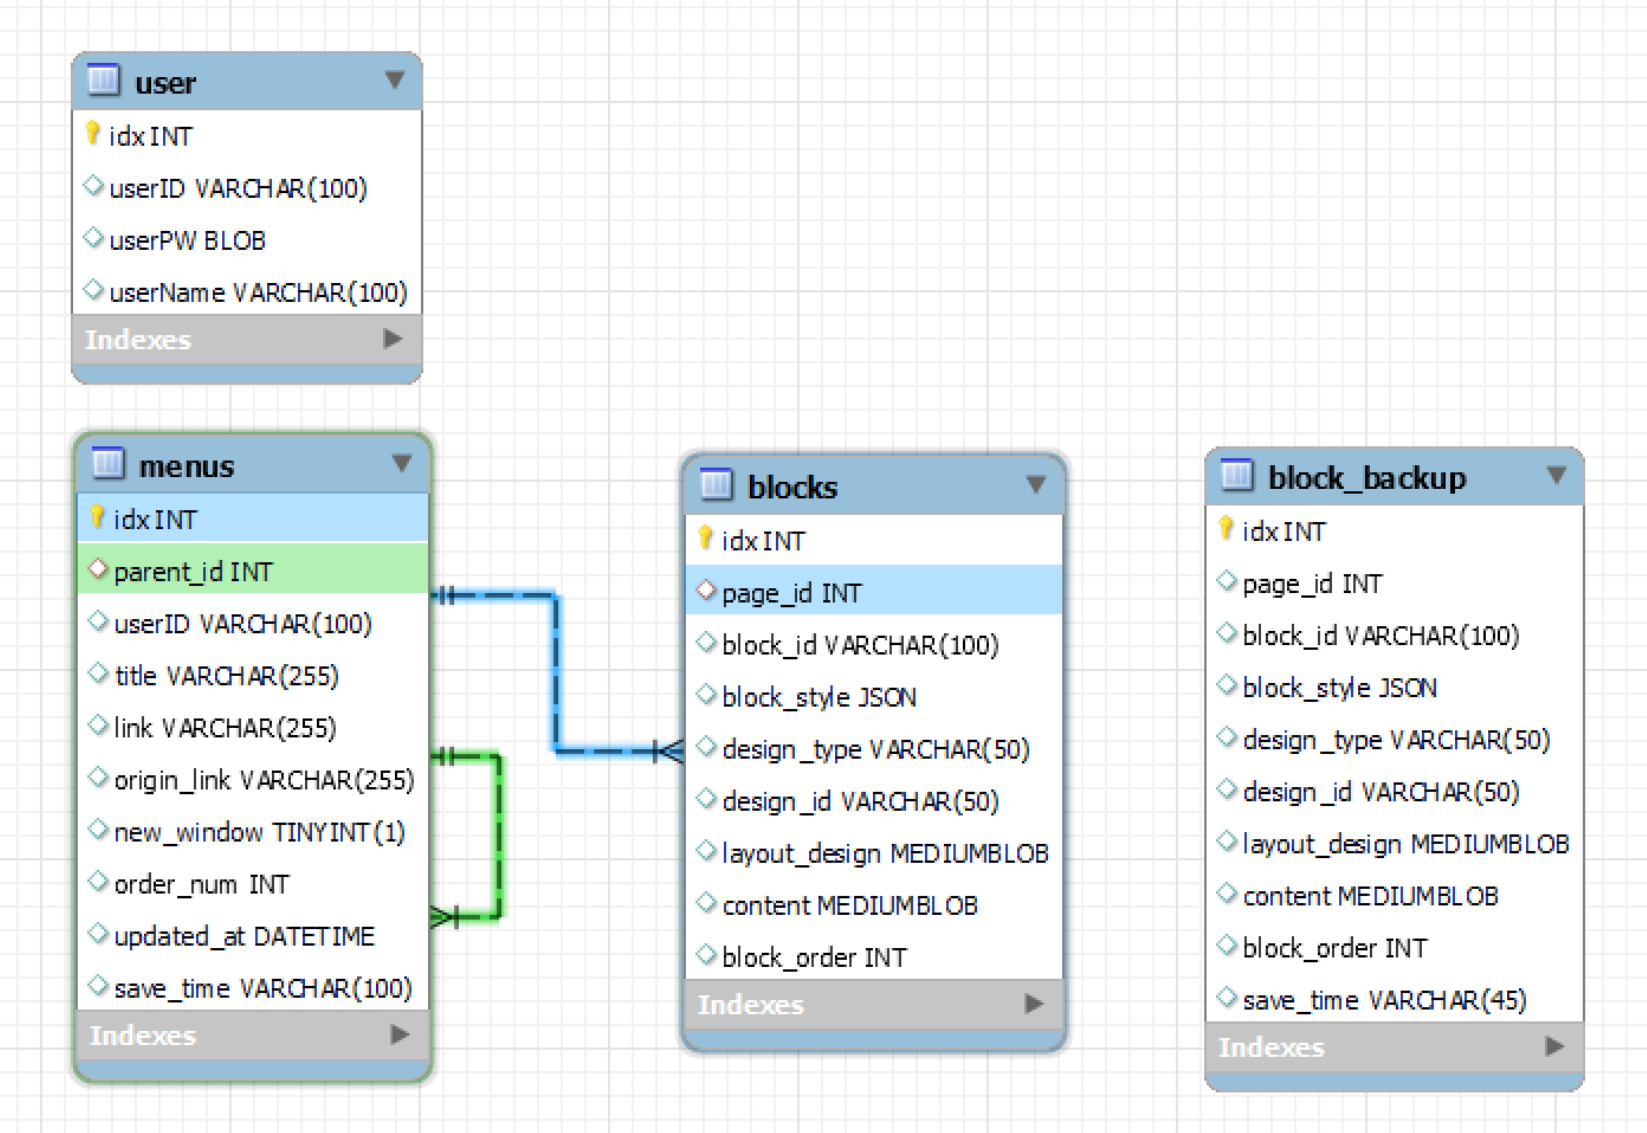 user
idx INT
userID VARCHAR(100)
userPW BLOB
userName VARCHAR(100)
Indexes
menus
idx INT
parent_id INT
userID VARCHAR(100)
title VARCHAR(255)
link VARCHAR(255)
origin_link VARCHAR(255)
new_window TINYINT(1)
order_num INT
updated_at DATETIME
save_time VARCHAR(100)
Indexes
blocks
idx INT
page_id INT
block_id VARCHAR(100)
block_style JSON
design_type VARCHAR(50)
design_id VARCHAR(50)
layout_design MEDIUMBLOB
content MEDIUMBLOB
block_order INT
Indexes
block_backup
idx INT
page_id INT
block_id VARCHAR(100)
block_style JSON
design_type VARCHAR(50)
design_id VARCHAR(50)
layout_design MEDIUMBLOB
content MEDIUMBLOB
block_order INT
save_time VARCHAR(45)
Indexes